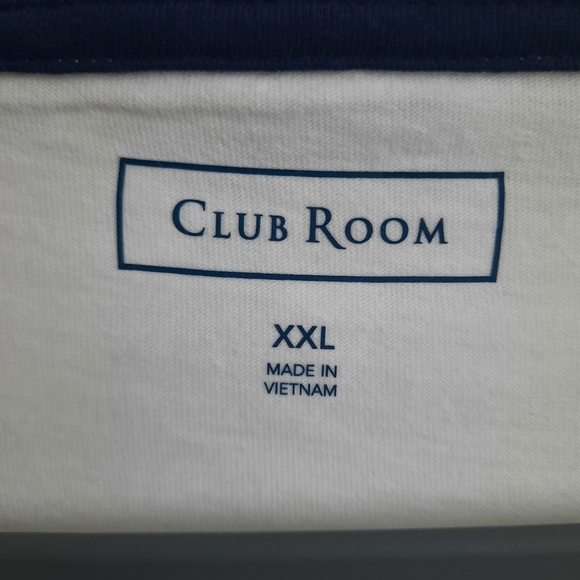 CLUB ROOM
XXL
MADE IN
VIETNAM